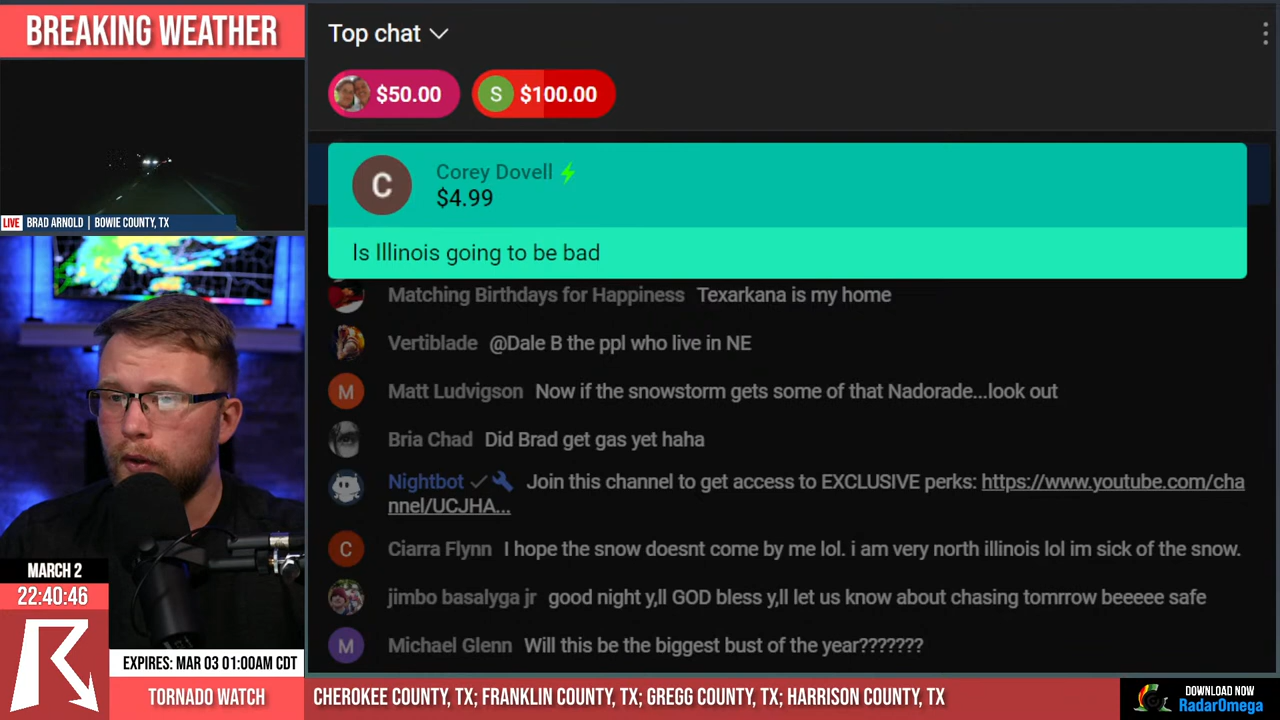 BREAKING WEATHER
Top chat
$50.00
S $100.00
C Corey Dovell
$4.99
Is Illinois going to be bad
LIVE BRAD ARNOLD | BOWIE COUNTY, TX
Matching Birthdays for Happiness Texarkana is my home
Vertiblade @Dale B the ppl who live in NE
M Matt Ludvigson Now if the snowstorm gets some of that Nadorade...look out
Bria Chad Did Brad get gas yet haha
Nightbot Join this channel to get access to EXCLUSIVE perks: https://www.youtube.com/cha
nnel/UCJHA...
C Ciarra Flynn I hope the snow doesnt come by me lol. i am very north illinois lol im sick of the snow.
jimbo basalyga jr good night y,ll GOD bless y,ll let us know about chasing tomrrow beeeee safe
M Michael Glenn Will this be the biggest bust of the year???????
MARCH 2
22:40:46
R
EXPIRES: MAR 03 01:00AM CDT
TORNADO WATCH
CHEROKEE COUNTY, TX; FRANKLIN COUNTY, TX; GREGG COUNTY, TX; HARRISON COUNTY, TX
DOWNLOAD NOW
RadarOmega